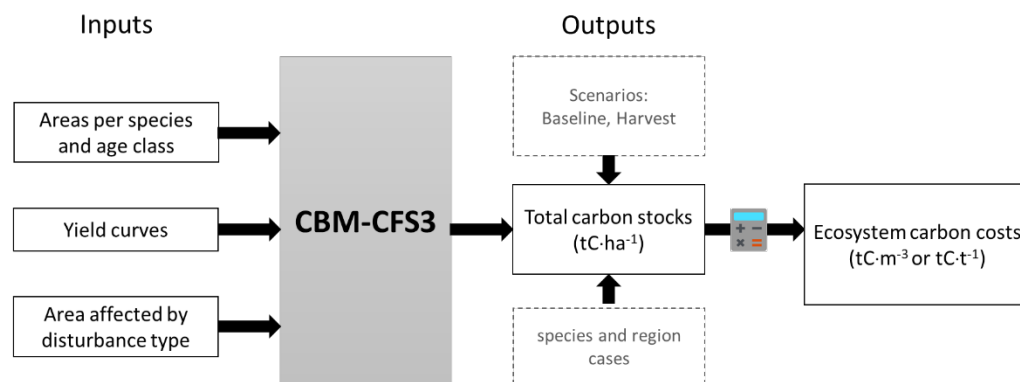 Inputs
Outputs
Areas per species
and age class
Yield curves
Area affected by
disturbance type
CBM-CFS3
Scenarios:
Baseline, Harvest
Total carbon stocks
(tC·ha⁻¹)
species and region
cases
Ecosystem carbon costs
(tC·m⁻³ or tC·t⁻¹)